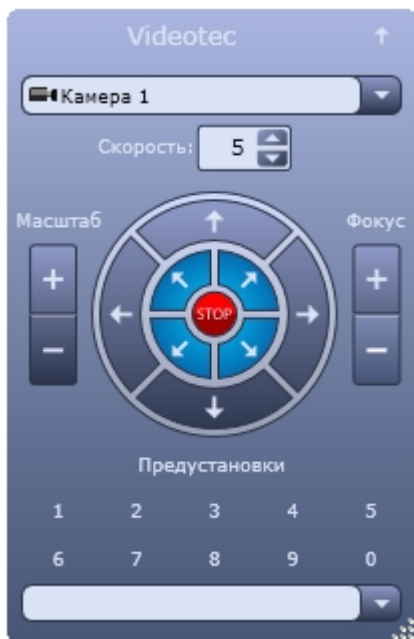 Videotec
Камера 1
Скорость: 5
Масштаб Фокус
STOP
Предустановки
1 2 3 4 5
6 7 8 9 0